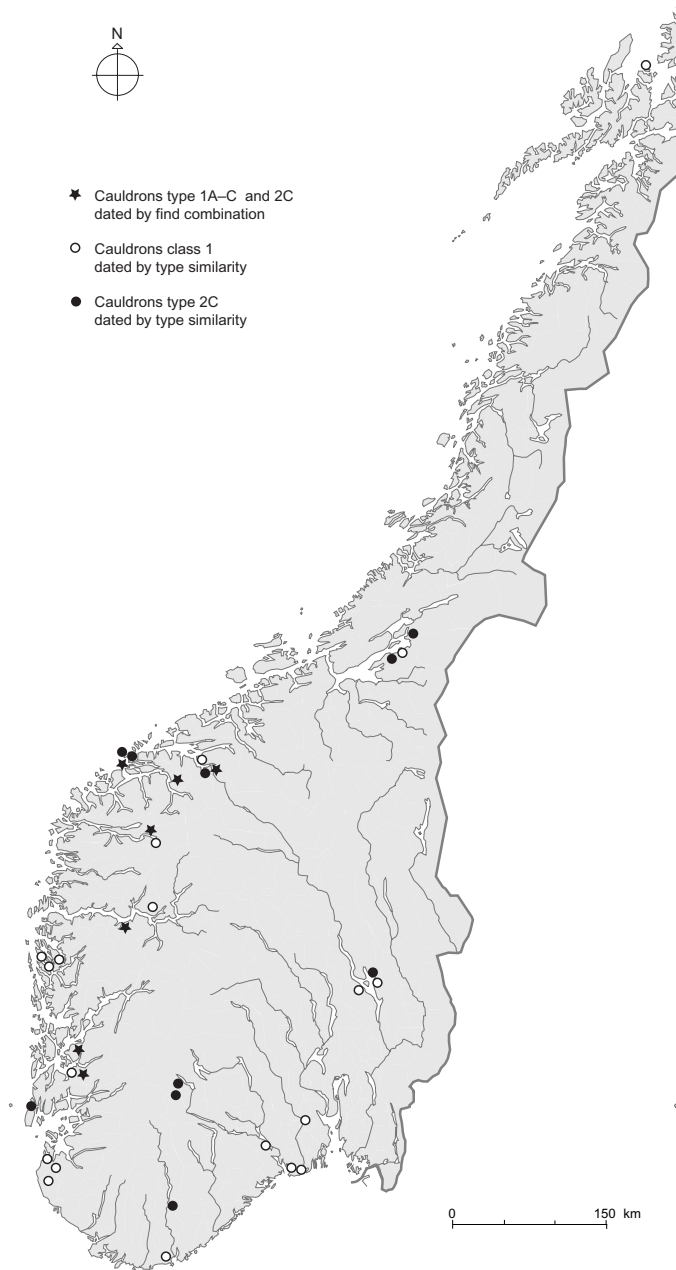 N
Cauldrons type 1A–C and 2C
dated by find combination
Cauldrons class 1
dated by type similarity
Cauldrons type 2C
dated by type similarity
0 150 km